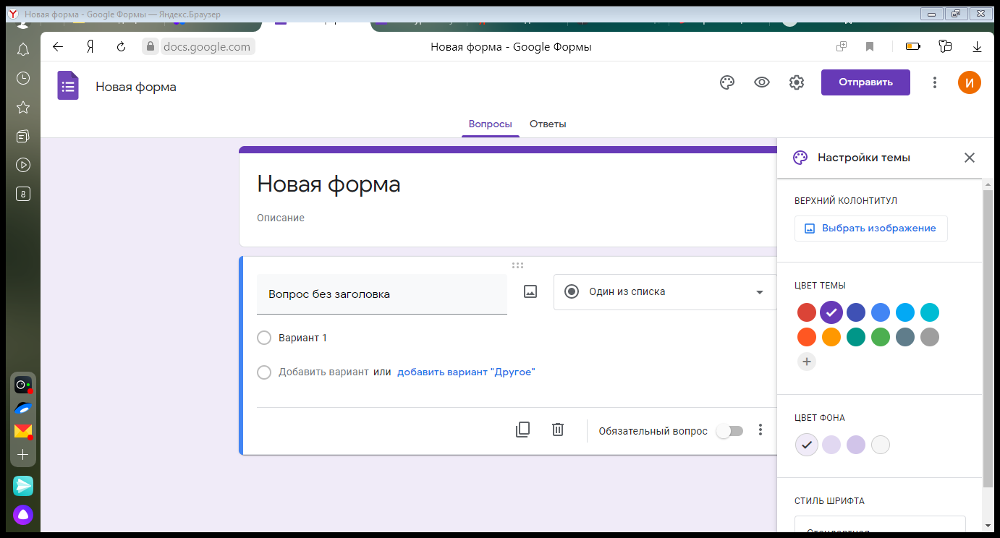 Новая форма - Google Формы — Яндекс.Браузер
Я docs.google.com Новая форма - Google Формы
Новая форма Отправить И
Вопросы Ответы
8
Настройки темы
Новая форма
Описание
ВЕРХНИЙ КОЛОНТИТУЛ
Выбрать изображение
Вопрос без заголовка
Один из списка
Вариант 1
Добавить вариант или добавить вариант "Другое"
Обязательный вопрос
ЦВЕТ ТЕМЫ
ЦВЕТ ФОНА
СТИЛЬ ШРИФТА